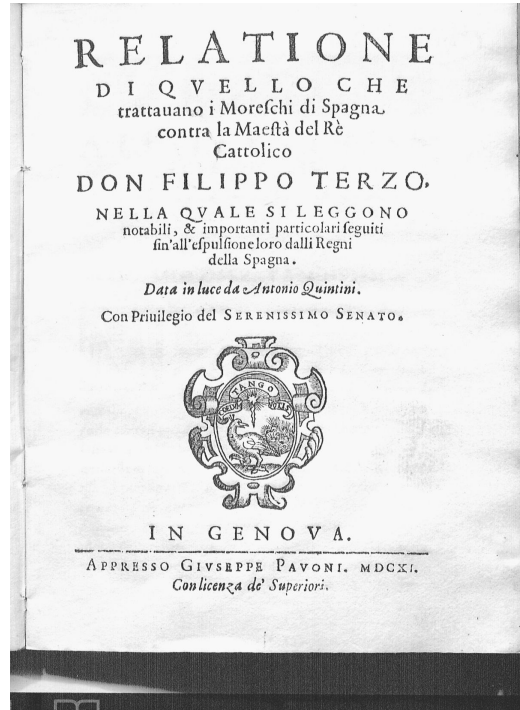 RELATIONE
DI QVELLO CHE
trattauano i Moreſchi di Spagna
contra la Maeſtà del Rè
Cattolico
DON FILIPPO TERZO,
NELLA QVALE SI LEGGONO
notabili, & importanti particolari ſeguiti
ſin'all'eſpulſione loro dalli Regni
della Spagna.
Data in luce da Antonio Quintini.
Con Priuilegio del SERENISSIMO SENATO.
TANGO
IN GENOVA.
APPRESSO GIVSEPPE PAVONI. MDCXI.
Con licenza de' Superiori.